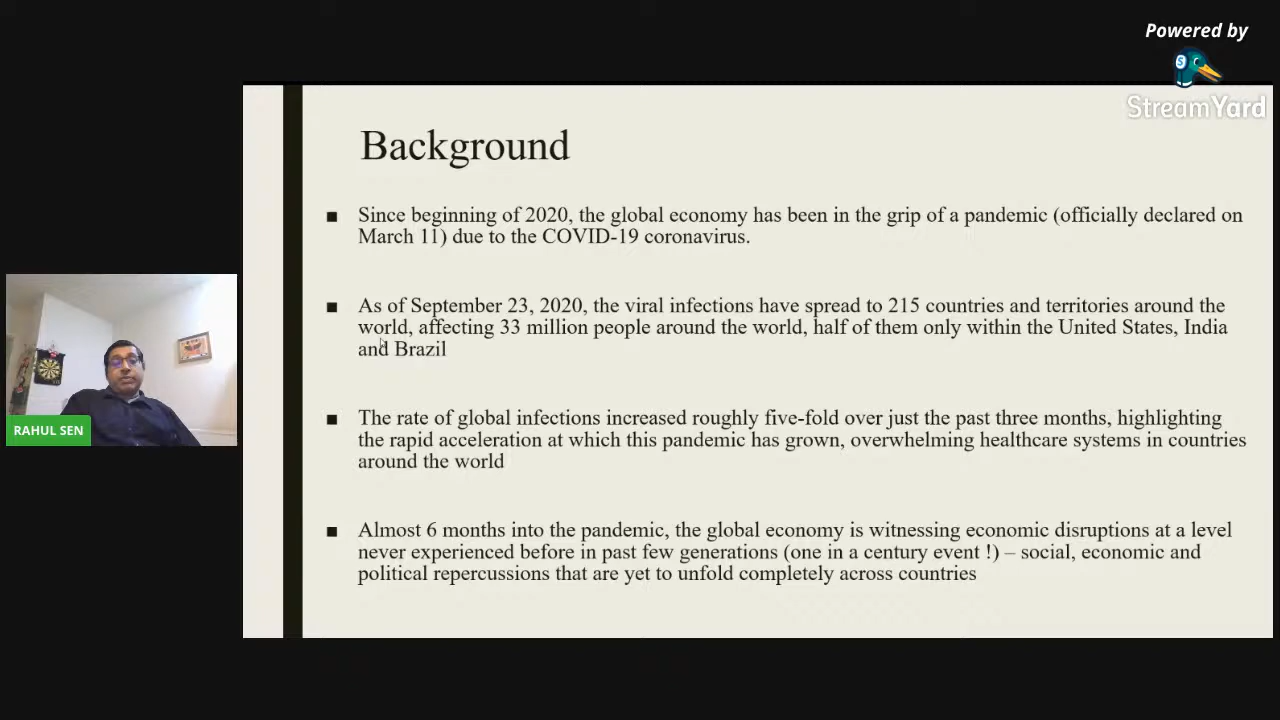 Powered by
StreamYard
Background
Since beginning of 2020, the global economy has been in the grip of a pandemic (officially declared on
March 11) due to the COVID-19 coronavirus.
As of September 23, 2020, the viral infections have spread to 215 countries and territories around the
world, affecting 33 million people around the world, half of them only within the United States, India
and Brazil
The rate of global infections increased roughly five-fold over just the past three months, highlighting
the rapid acceleration at which this pandemic has grown, overwhelming healthcare systems in countries
around the world
Almost 6 months into the pandemic, the global economy is witnessing economic disruptions at a level
never experienced before in past few generations (one in a century event !) – social, economic and
political repercussions that are yet to unfold completely across countries
RAHUL SEN